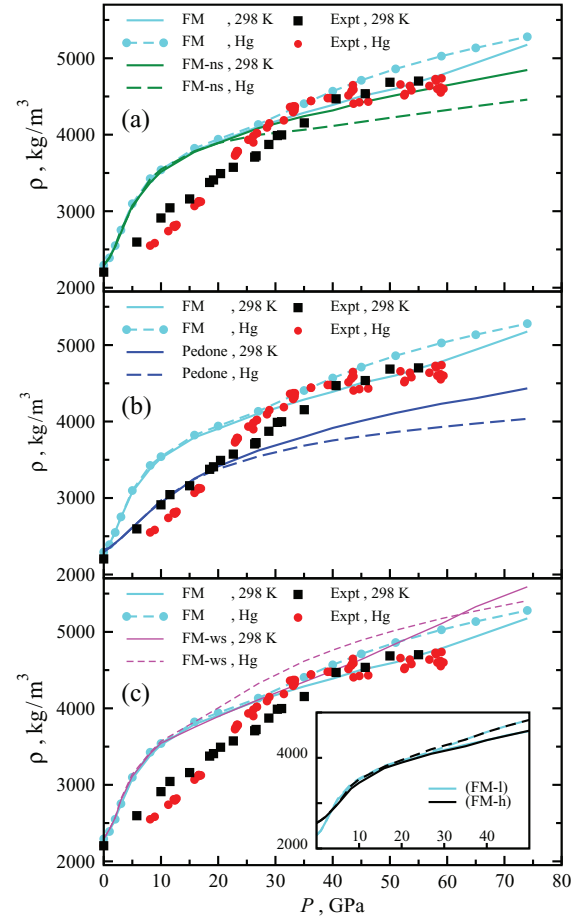 FM , 298 K Expt , 298 K
FM , Hg Expt , Hg
FM-ns , 298 K
FM-ns , Hg
5000
4000
3000
2000
ρ , kg/m³
(a)
FM , 298 K Expt , 298 K
FM , Hg Expt , Hg
Pedone , 298 K
Pedone , Hg
5000
4000
3000
2000
ρ , kg/m³
(b)
FM , 298 K Expt , 298 K
FM , Hg Expt , Hg
FM-ws , 298 K
FM-ws , Hg
5000
4000
3000
2000
ρ , kg/m³
(c)
4000
2000
(FM-l)
(FM-h)
10 20 30 40
0 10 20 30 40 50 60 70 80
P , GPa